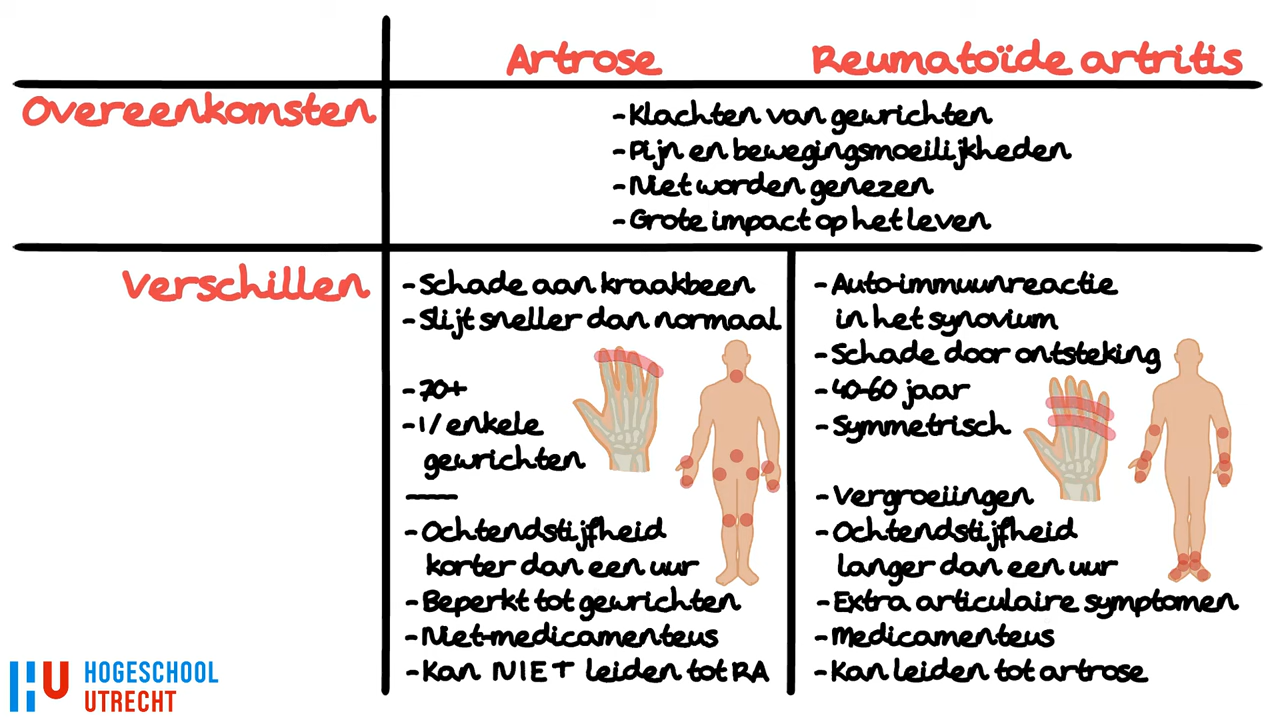 Artrose
Reumatoïde artritis
Overeenkomsten
-Klachten van gewrichten
-Pijn en bewegingsmoeilijkheden
-Niet worden genezen
-Grote impact op het leven
Verschillen
-Schade aan kraakbeen
-Slijt sneller dan normaal
-70+
-1/enkele
gewrichten
-Ochtendstijfheid
korter dan een uur
-Beperkt tot gewrichten
-Niet-medicamenteus
-Kan NIET leiden tot RA
-Auto-immuunreactie
in het synovium
-Schade door ontsteking
-40-60 jaar
-Symmetrisch
-Vergroeiingen
-Ochtendstijfheid
langer dan een uur
-Extra articulaire symptomen
-Medicamenteus
-Kan leiden tot artrose
HU HOGESCHOOL
UTRECHT